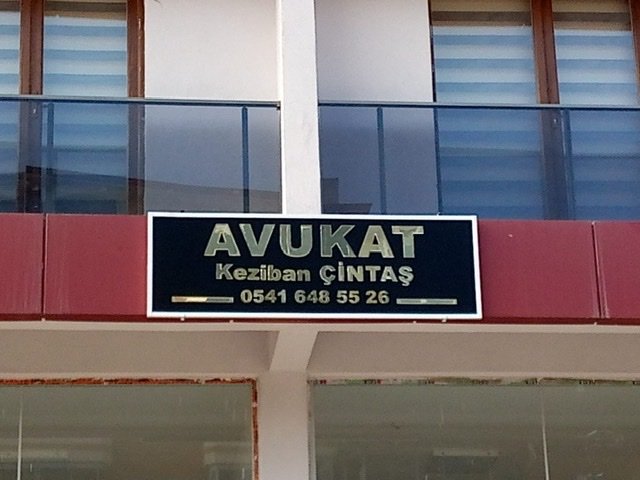 AVUKAT
Keziban ÇİNTAŞ
0541 648 55 26